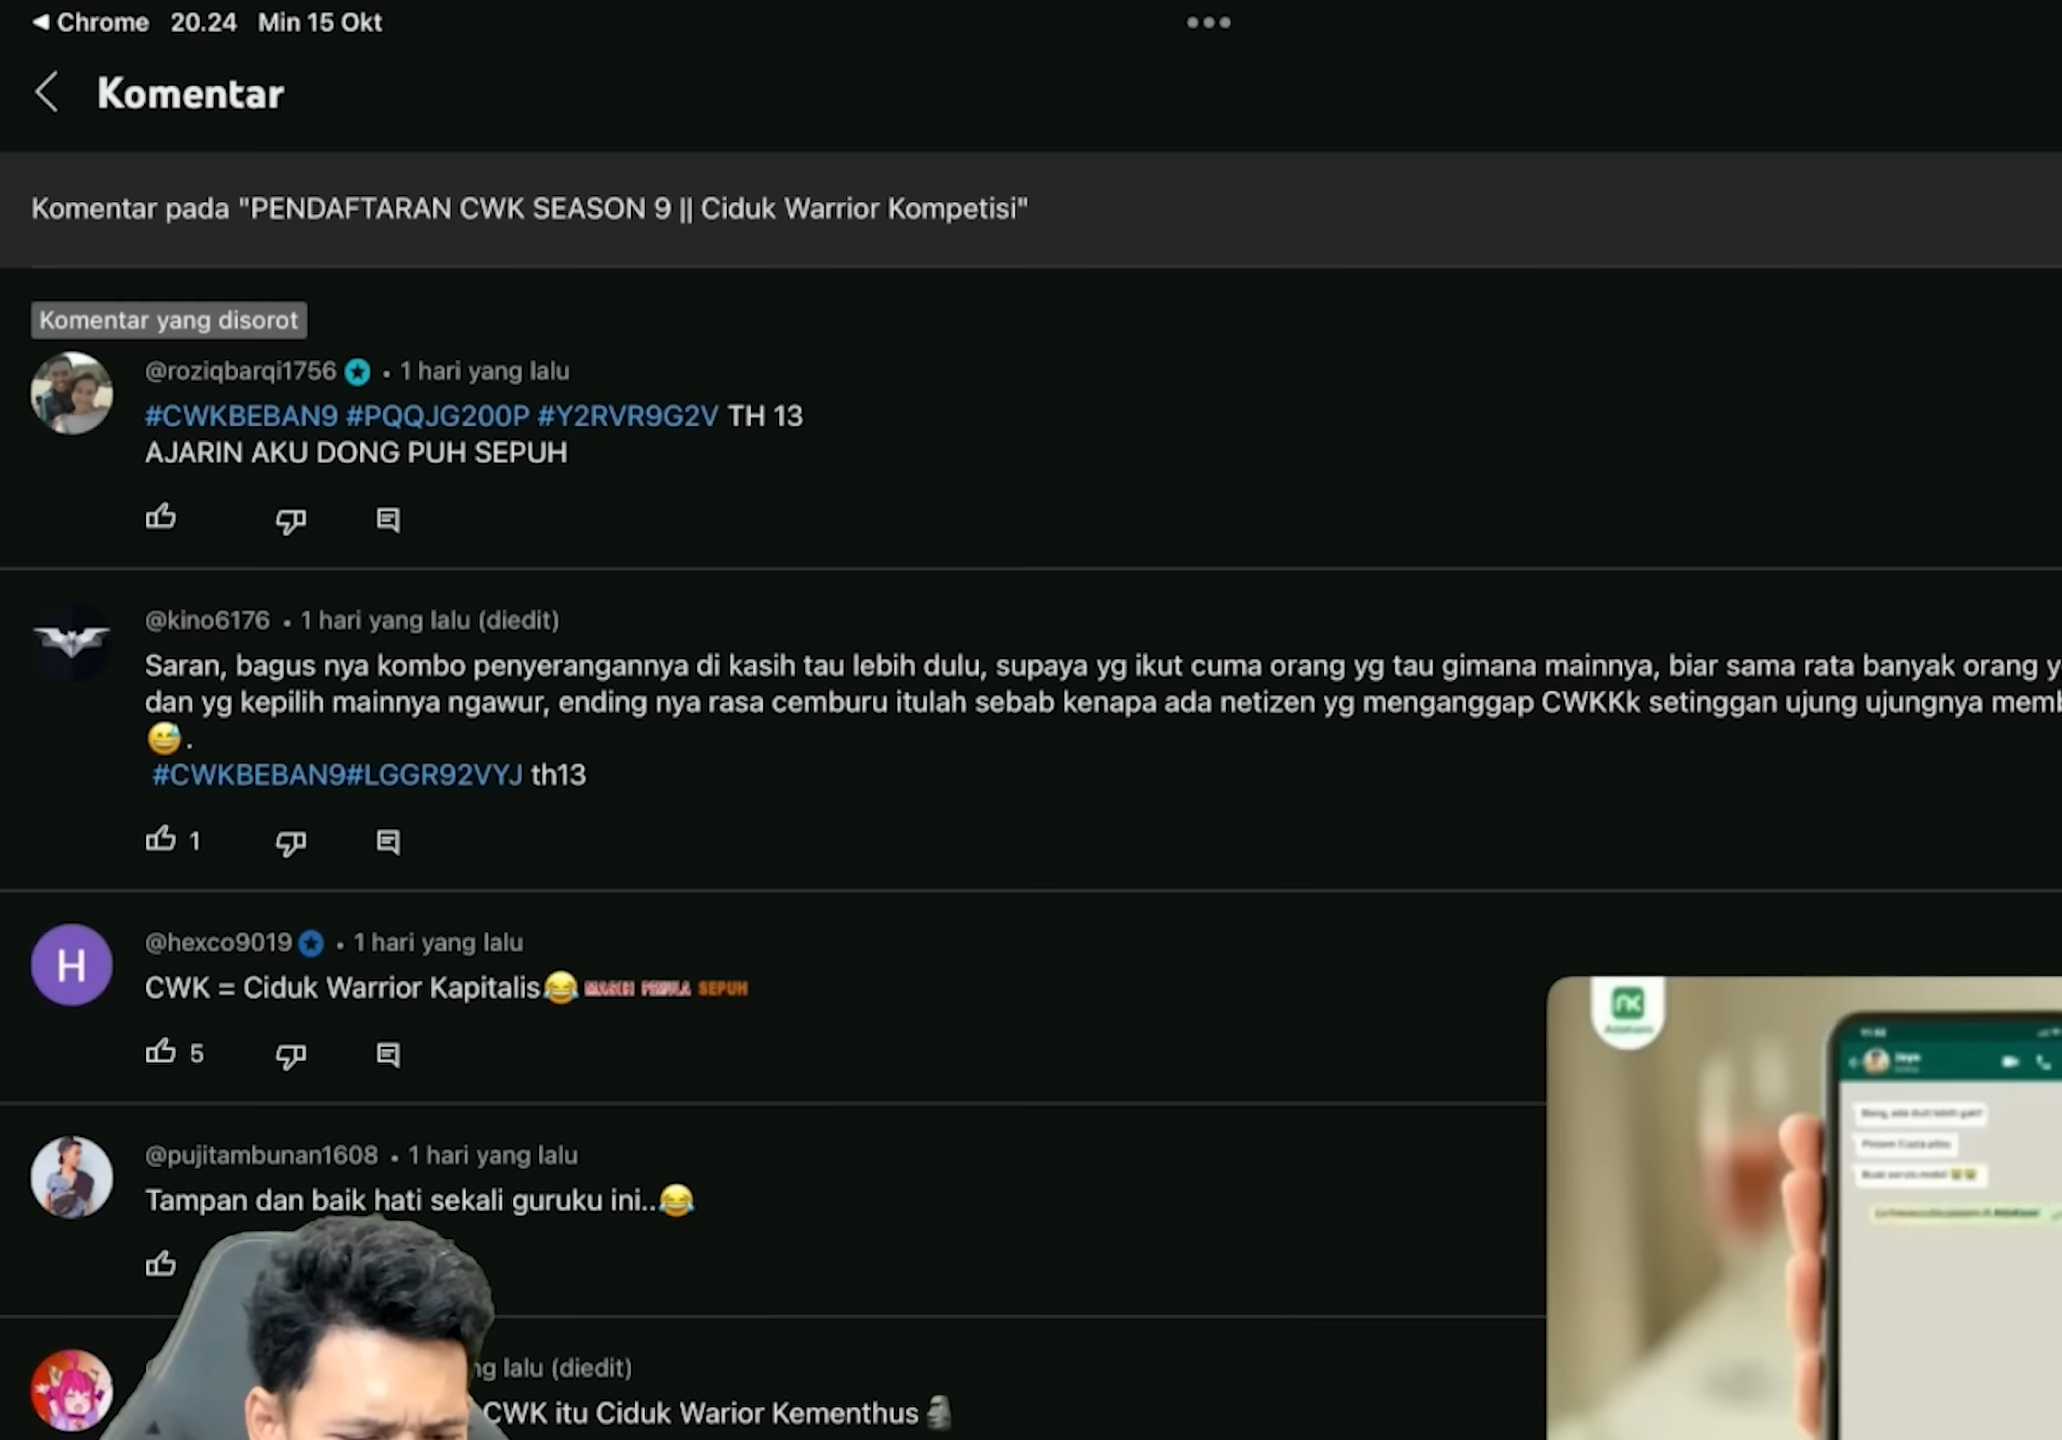 Chrome 20.24 Min 15 Okt
Komentar
Komentar pada "PENDAFTARAN CWK SEASON 9 || Ciduk Warrior Kompetisi"
Komentar yang disorot
@roziqbarqi1756 • 1 hari yang lalu
#CWKBEBAN9 #PQQJG200P #Y2RVR9G2V TH 13
AJARIN AKU DONG PUH SEPUH
@kino6176 • 1 hari yang lalu (diedit)
Saran, bagus nya kombo penyerangannya di kasih tau lebih dulu, supaya yg ikut cuma orang yg tau gimana mainnya, biar sama rata banyak orang y
dan yg kepilih mainnya ngawur, ending nya rasa cemburu itulah sebab kenapa ada netizen yg menganggap CWKKk setinggan ujung ujungnya memb
😅.
#CWKBEBAN9#LGGR92VYJ th13
1
H
@hexco9019 • 1 hari yang lalu
CWK = Ciduk Warrior Kapitalis😂 MASIH PEMULA SEPUH
5
@pujitambunan1608 • 1 hari yang lalu
Tampan dan baik hati sekali guruku ini..😂
ng lalu (diedit)
CWK itu Ciduk Warior Kementhus 🗿